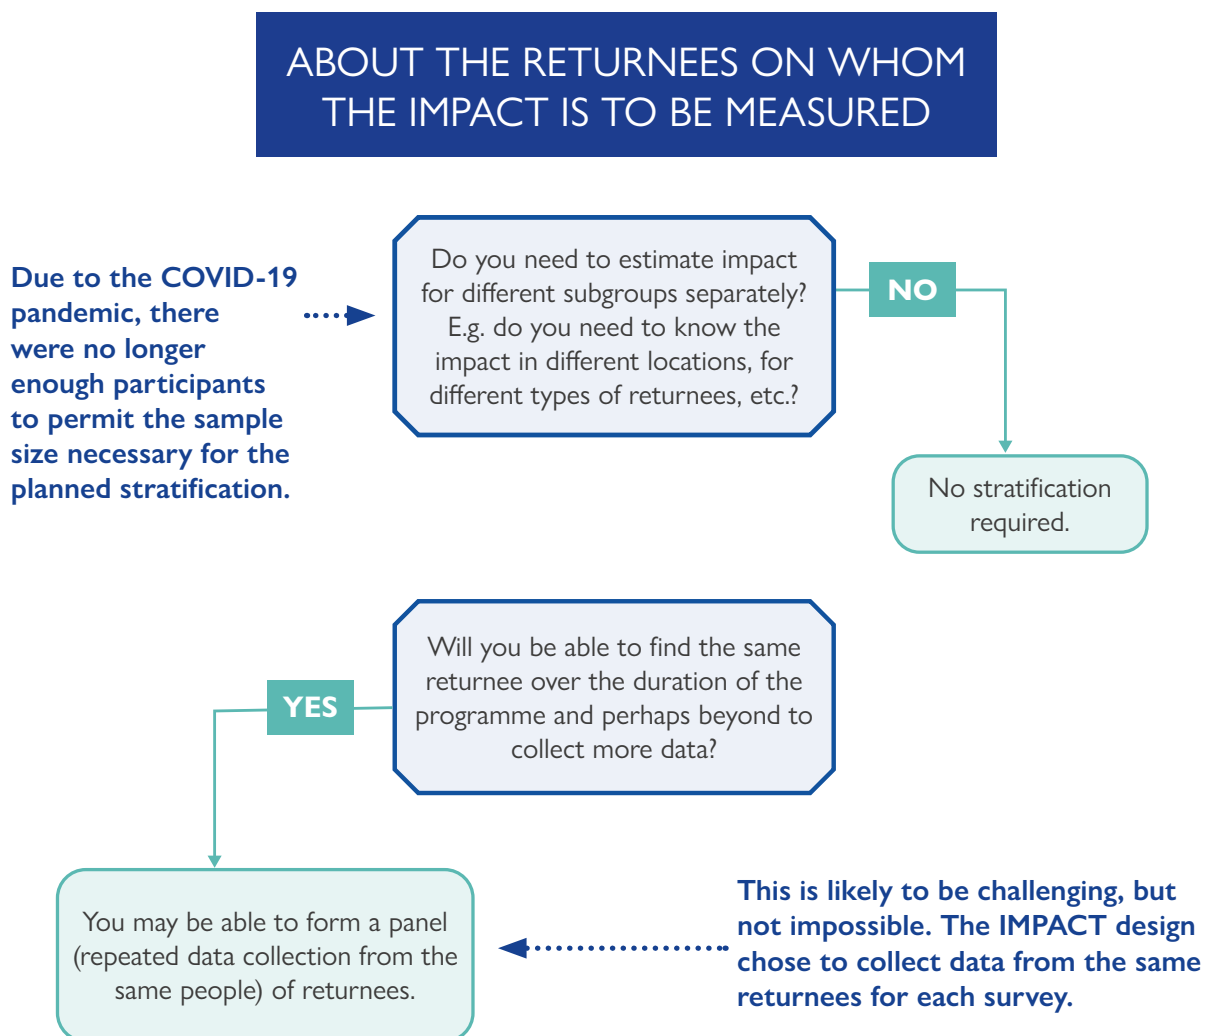 ABOUT THE RETURNEES ON WHOM
THE IMPACT IS TO BE MEASURED
Due to the COVID-19
pandemic, there
were no longer
enough participants
to permit the sample
size necessary for the
planned stratification.
Do you need to estimate impact
for different subgroups separately?
E.g. do you need to know the
impact in different locations, for
different types of returnees, etc.?
NO
No stratification
required.
Will you be able to find the same
returnee over the duration of the
programme and perhaps beyond to
collect more data?
YES
You may be able to form a panel
(repeated data collection from the
same people) of returnees.
This is likely to be challenging, but
not impossible. The IMPACT design
chose to collect data from the same
returnees for each survey.